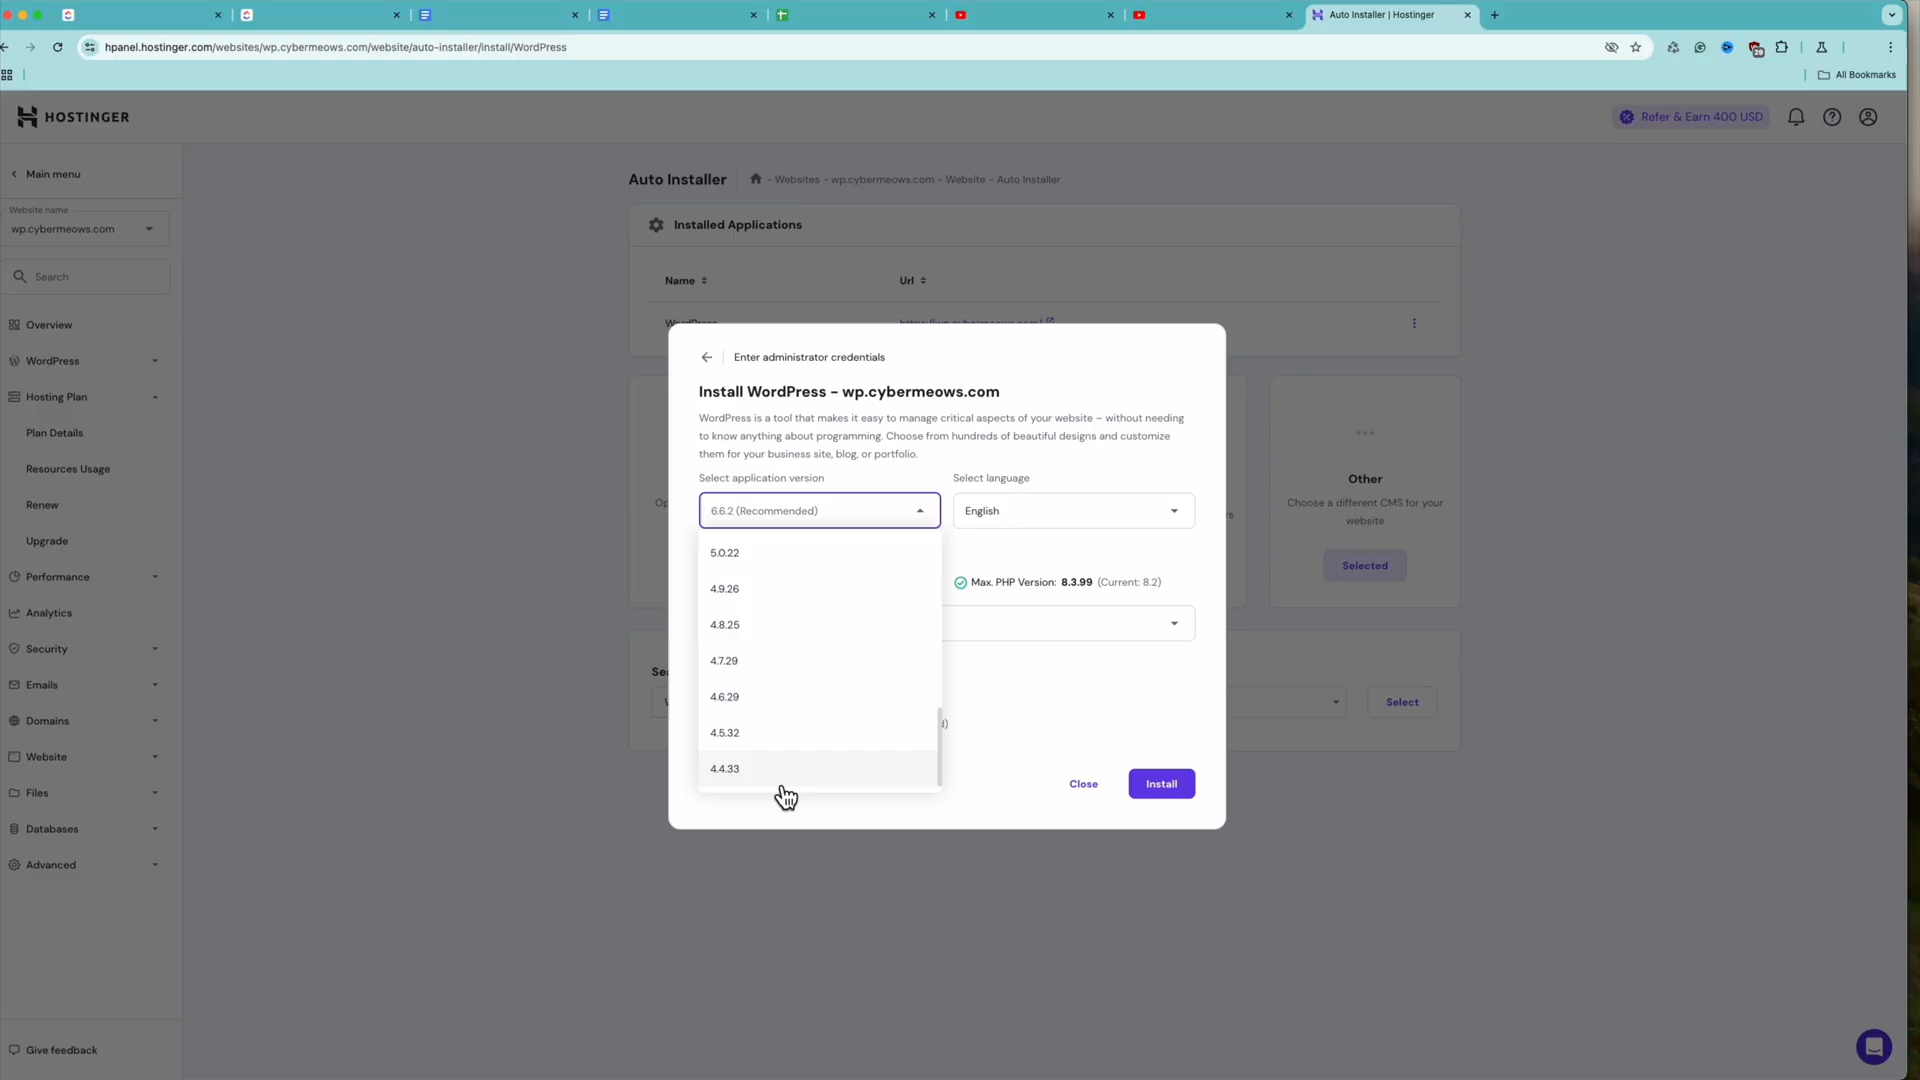 Auto Installer | Hostinger
hpanel.hostinger.com/websites/wp.cybermeows.com/website/auto-installer/install/WordPress
29
All Bookmarks
HOSTINGER
Refer & Earn 400 USD
Main menu
Website name
wp.cybermeows.com
Search
Overview
WordPress
Hosting Plan
Plan Details
Resources Usage
Renew
Upgrade
Performance
Analytics
Security
Emails
Domains
Website
Files
Databases
Advanced
Give feedback
Auto Installer
- Websites - wp.cybermeows.com - Website - Auto Installer
Installed Applications
Name
Url
WordPress
https://wp.cybermeows.com/
Enter administrator credentials
Install WordPress - wp.cybermeows.com
WordPress is a tool that makes it easy to manage critical aspects of your website – without needing
to know anything about programming. Choose from hundreds of beautiful designs and customize
them for your business site, blog, or portfolio.
Select application version
Select language
6.6.2 (Recommended)
English
5.0.22
4.9.26
4.8.25
4.7.29
4.6.29
4.5.32
4.4.33
Max. PHP Version: 8.3.99 (Current: 8.2)
Close
Install
Other
Choose a different CMS for your
website
Selected
Select